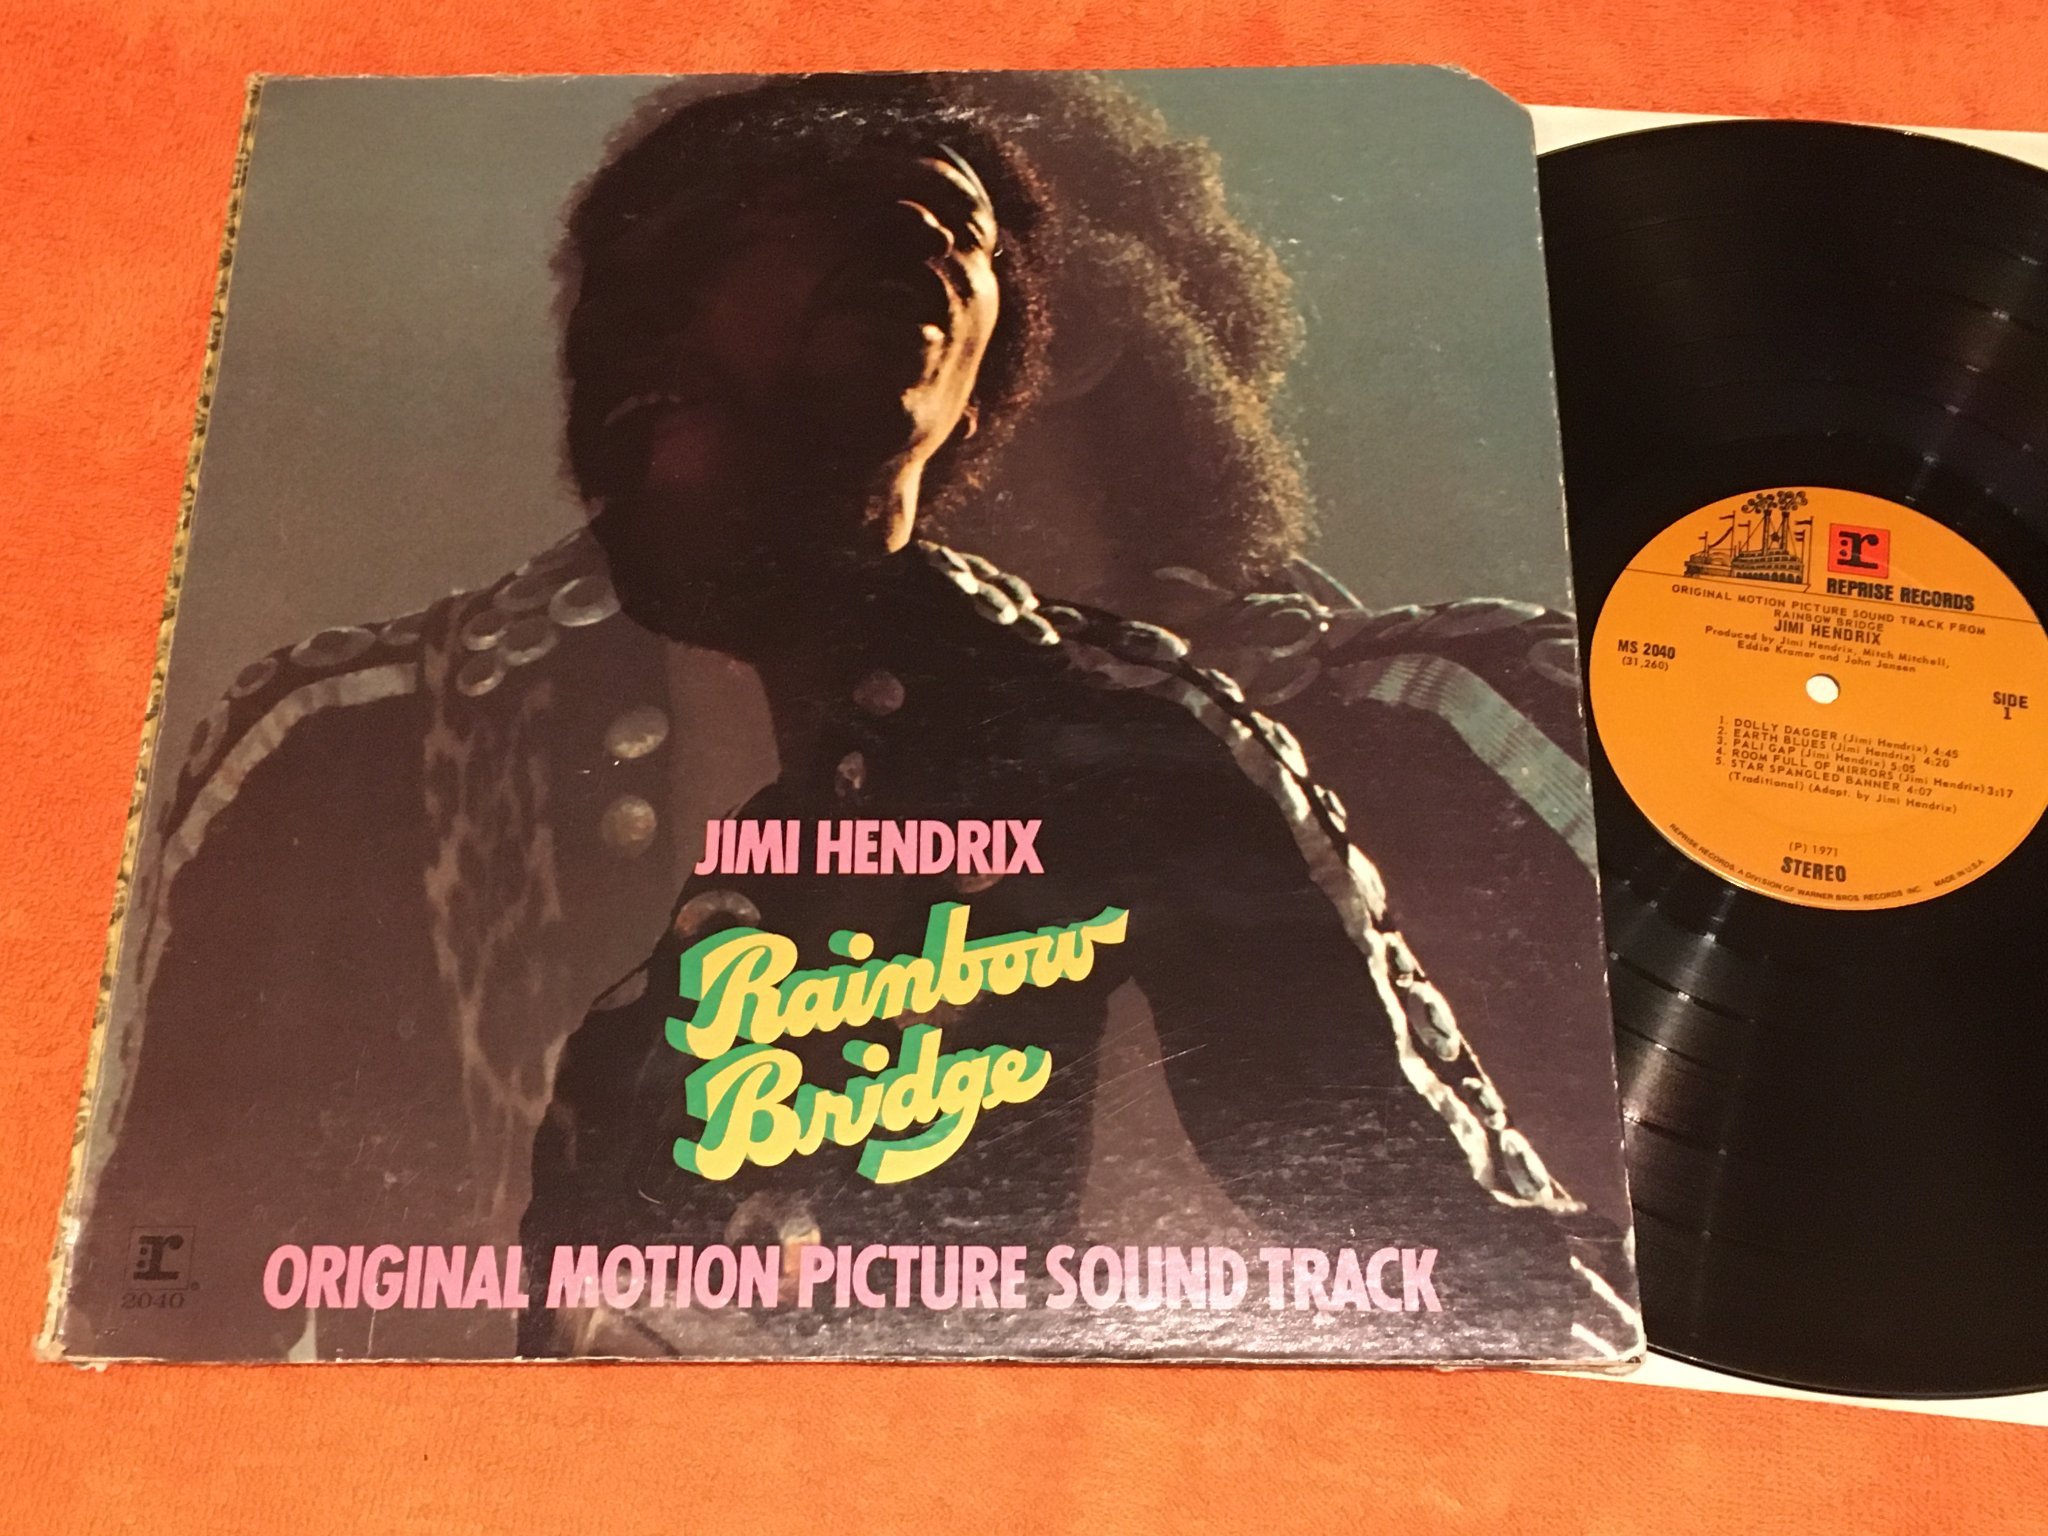 JIMI HENDRIX
Rainbow
Bridge
ORIGINAL MOTION PICTURE SOUND TRACK
r
2040
r
REPRISE RECORDS
ORIGINAL MOTION PICTURE SOUND TRACK FROM
RAINBOW BRIDGE
JIMI HENDRIX
Produced by Jimi Hendrix, Mitch Mitchell,
Eddie Kramer and John Jansen
MS 2040
(31,260)
SIDE
1
1. DOLLY DAGGER (Jimi Hendrix) 4:45
2. EARTH BLUES (Jimi Hendrix) 4:20
3. PALI GAP (Jimi Hendrix) 5:05
4. ROOM FULL OF MIRRORS (Jimi Hendrix) 3:17
5. STAR SPANGLED BANNER 4:07
(Traditional) (Adapt. by Jimi Hendrix)
(P) 1971
STEREO
REPRISE RECORDS, A DIVISION OF WARNER BROS. RECORDS INC. MADE IN U.S.A.